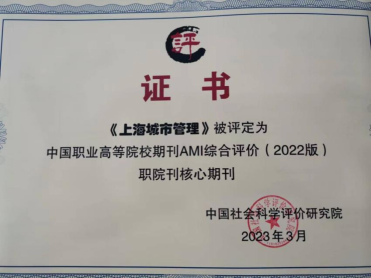 評
证书
《上海城市管理》被评定为
中国职业高等院校期刊AMI综合评价（2022版）
职院刊核心期刊
中国社会科学评价研究院
2023年3月